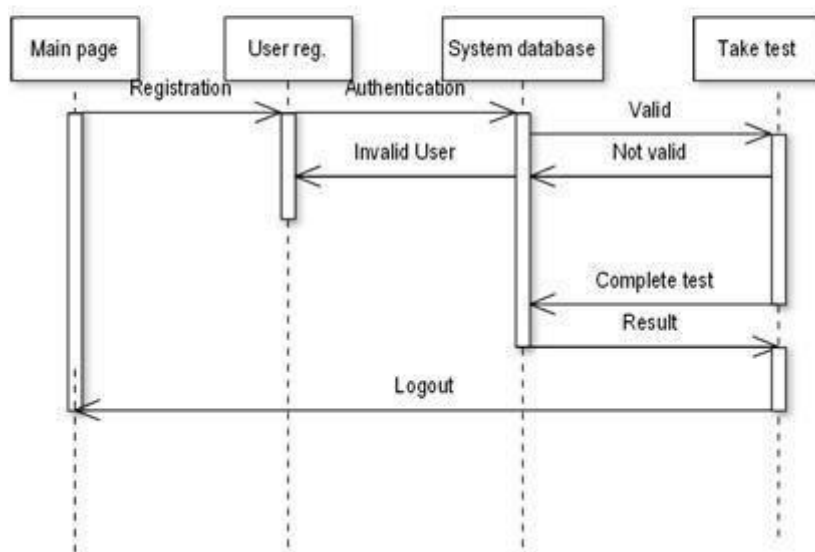 Main page
User reg.
System database
Take test
Registration
Authentication
Valid
Invalid User
Not valid
Complete test
Result
Logout